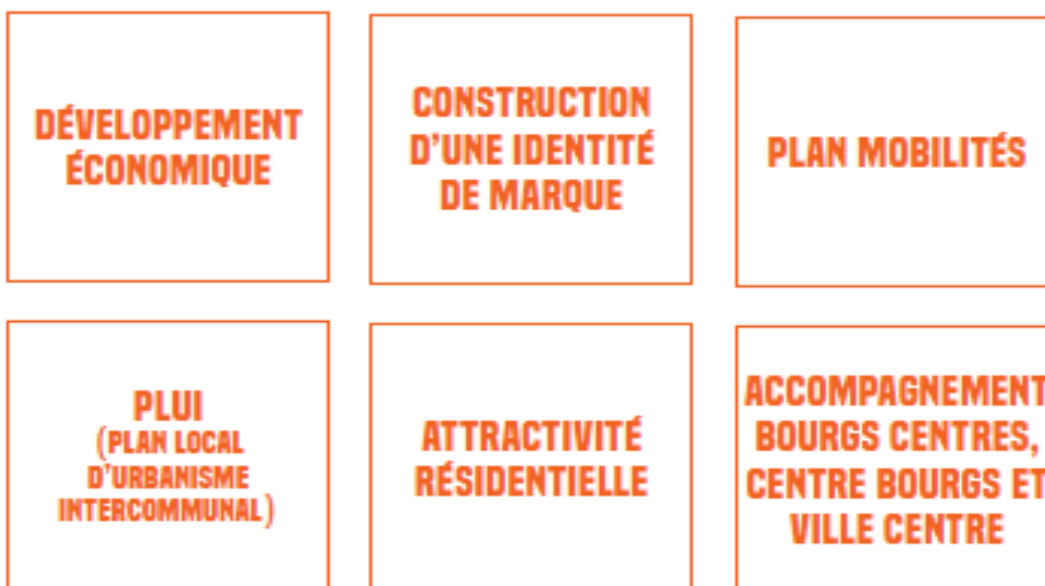 DÉVELOPPEMENT
ÉCONOMIQUE
CONSTRUCTION
D'UNE IDENTITÉ
DE MARQUE
PLAN MOBILITÉS
PLUI
(PLAN LOCAL
D'URBANISME
INTERCOMMUNAL)
ATTRACTIVITÉ
RÉSIDENTIELLE
ACCOMPAGNEMENT
BOURGS CENTRES,
CENTRE BOURGS ET
VILLE CENTRE